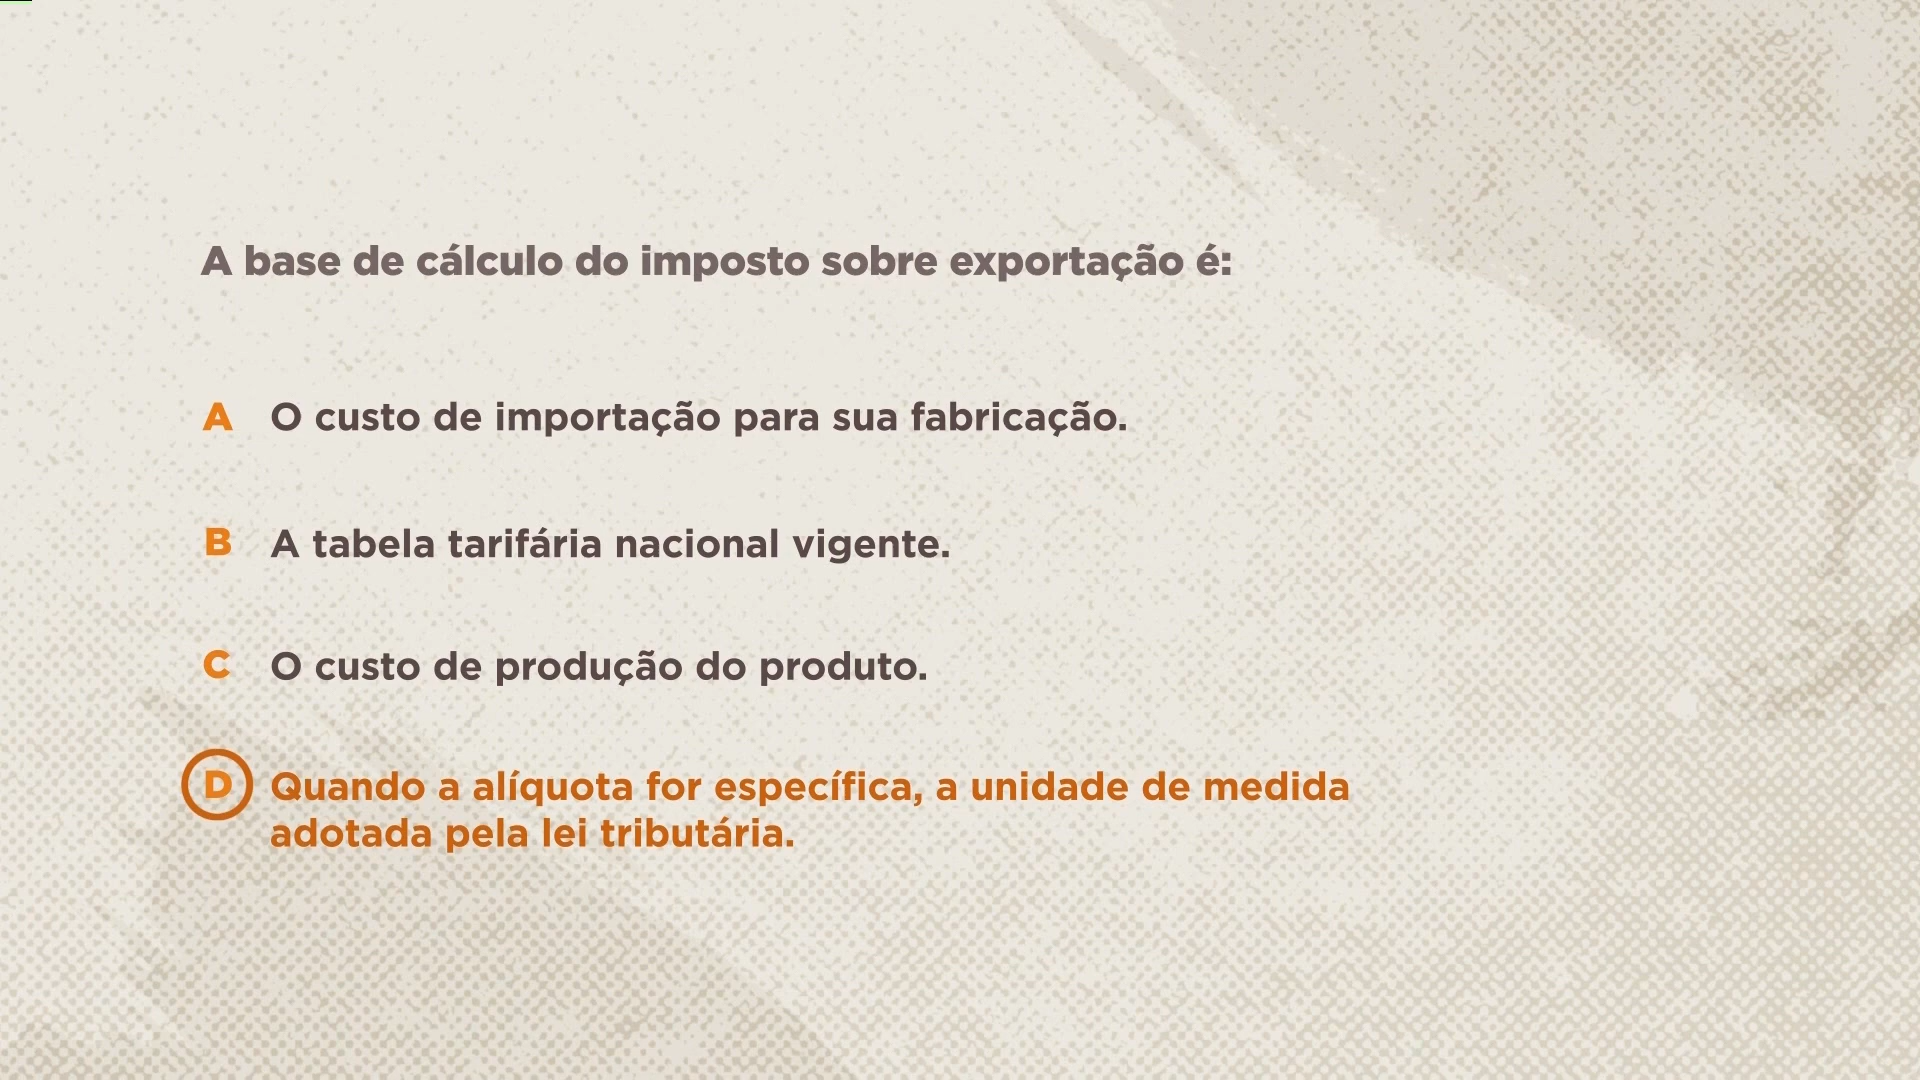 A base de cálculo do imposto sobre exportação é:
A O custo de importação para sua fabricação.
B A tabela tarifária nacional vigente.
C O custo de produção do produto.
D Quando a alíquota for específica, a unidade de medida
adotada pela lei tributária.